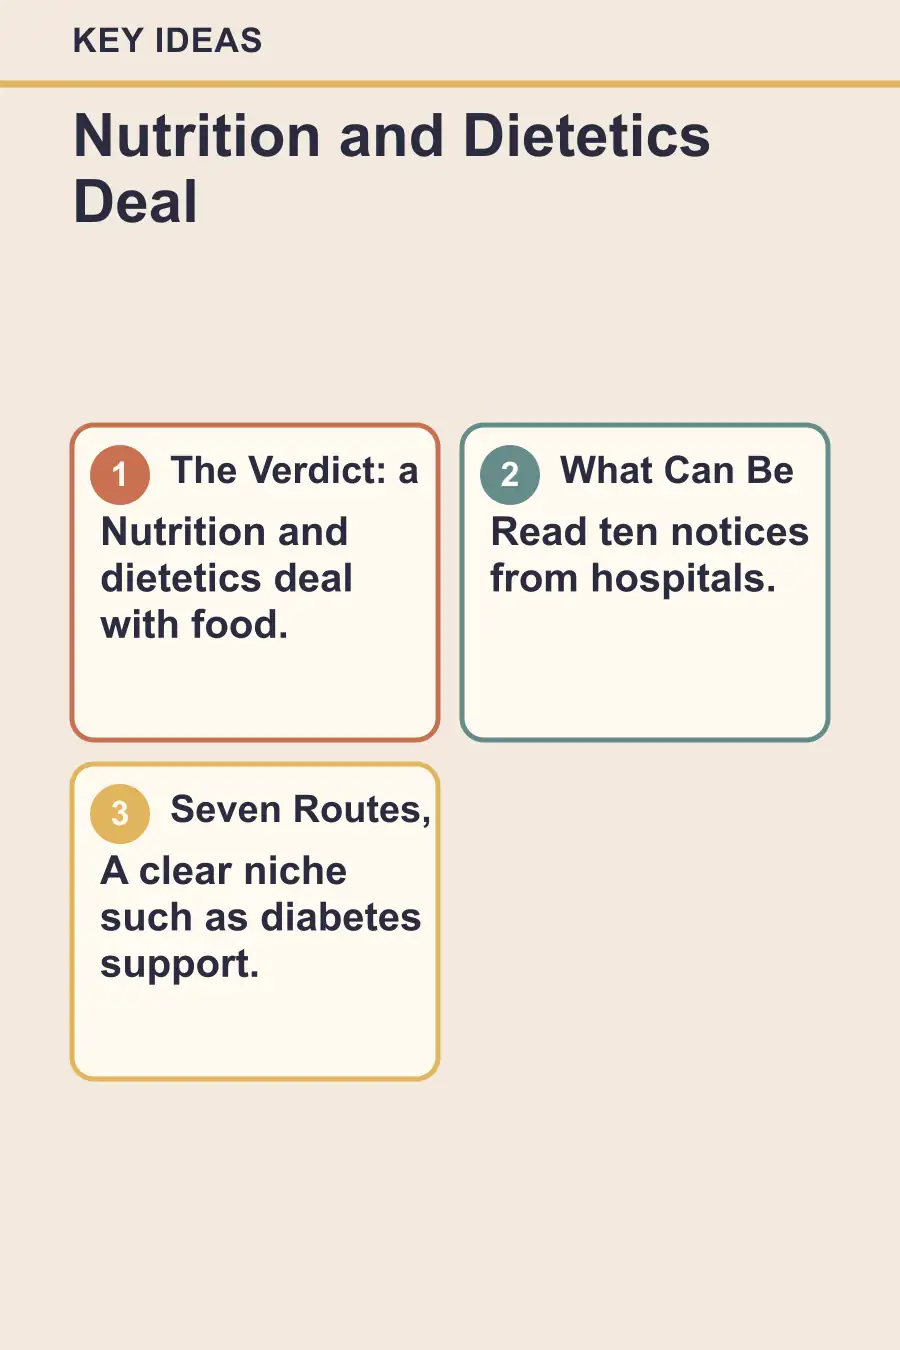 KEY IDEAS
Nutrition and Dietetics
Deal
1 The Verdict: a
Nutrition and
dietetics deal
with food.
2 What Can Be
Read ten notices
from hospitals.
3 Seven Routes,
A clear niche
such as diabetes
support.